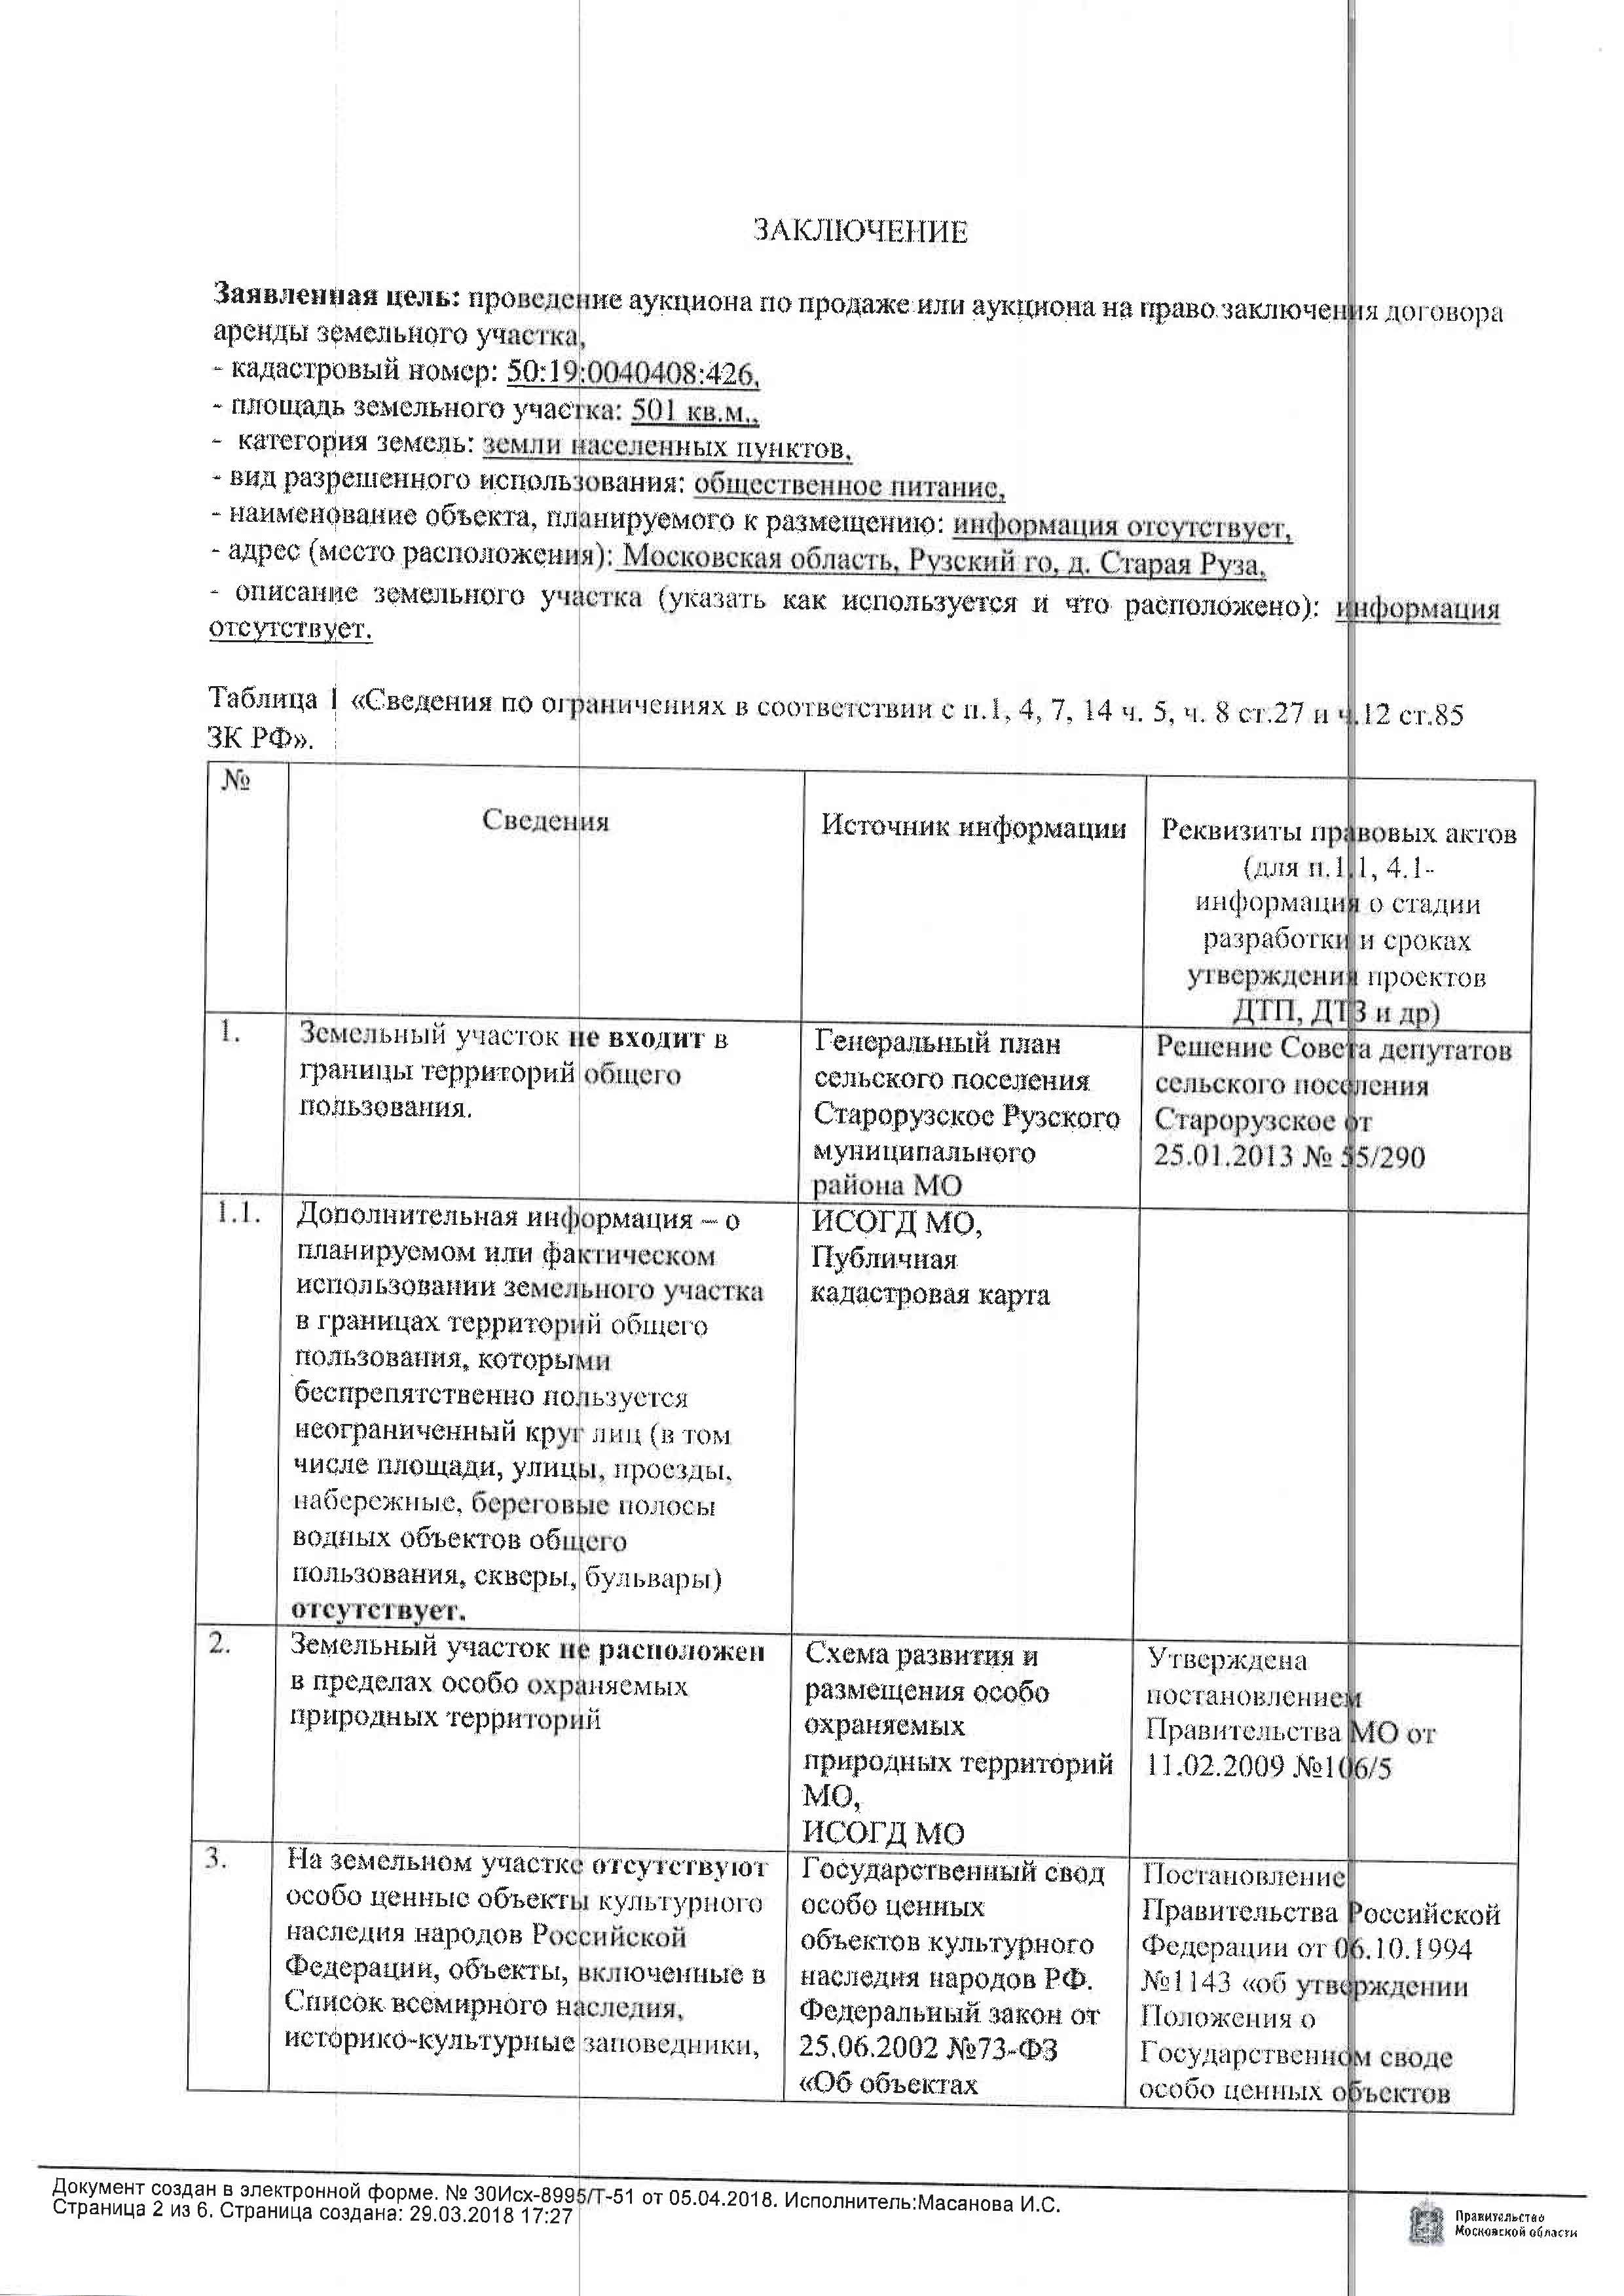 ЗАКЛЮЧЕНИЕ
Заявленная цель: проведение аукциона по продаже или аукциона на право заключения договора
аренды земельного участка,
- кадастровый номер: 50:19:0040408:426,
- площадь земельного участка: 501 кв.м.,
- категория земель: земли населенных пунктов,
- вид разрешенного использования: общественное питание,
- наименование объекта, планируемого к размещению: информация отсутствует,
- адрес (место расположения): Московская область, Рузский го, д. Старая Руза,
- описание земельного участка (указать как используется и что расположено): информация
отсутствует.
Таблица 1 «Сведения по ограничениях в соответствии с п.1, 4, 7, 14 ч. 5, ч. 8 ст.27 и ч.12 ст.85
ЗК РФ».
№
Сведения
Источник информации
Реквизиты правовых актов
(для п.1.1, 4.1-
информация о стадии
разработки и сроках
утверждения проектов
ДТП, ДТЗ и др)
1.
Земельный участок не входит в
границы территорий общего
пользования.
Генеральный план
сельского поселения
Старорузское Рузского
муниципального
района МО
Решение Совета депутатов
сельского поселения
Старорузское от
25.01.2013 № 55/290
1.1.
Дополнительная информация – о
планируемом или фактическом
использовании земельного участка
в границах территорий общего
пользования, которыми
беспрепятственно пользуется
неограниченный круг лиц (в том
числе площади, улицы, проезды,
набережные, береговые полосы
водных объектов общего
пользования, скверы, бульвары)
отсутствует.
ИСОГД МО,
Публичная
кадастровая карта
2.
Земельный участок не расположен
в пределах особо охраняемых
природных территорий
Схема развития и
размещения особо
охраняемых
природных территорий
МО,
ИСОГД МО
Утверждена
постановлением
Правительства МО от
11.02.2009 №106/5
3.
На земельном участке отсутствуют
особо ценные объекты культурного
наследия народов Российской
Федерации, объекты, включенные в
Список всемирного наследия,
историко-культурные заповедники,
Государственный свод
особо ценных
объектов культурного
наследия народов РФ.
Федеральный закон от
25.06.2002 №73-ФЗ
«Об объектах
Постановление
Правительства Российской
Федерации от 06.10.1994
№1143 «об утверждении
Положения о
Государственном своде
особо ценных объектов
Документ создан в электронной форме. № 30Исх-8995/Т-51 от 05.04.2018. Исполнитель:Масанова И.С.
Страница 2 из 6. Страница создана: 29.03.2018 17:27
Правительство
Московской области